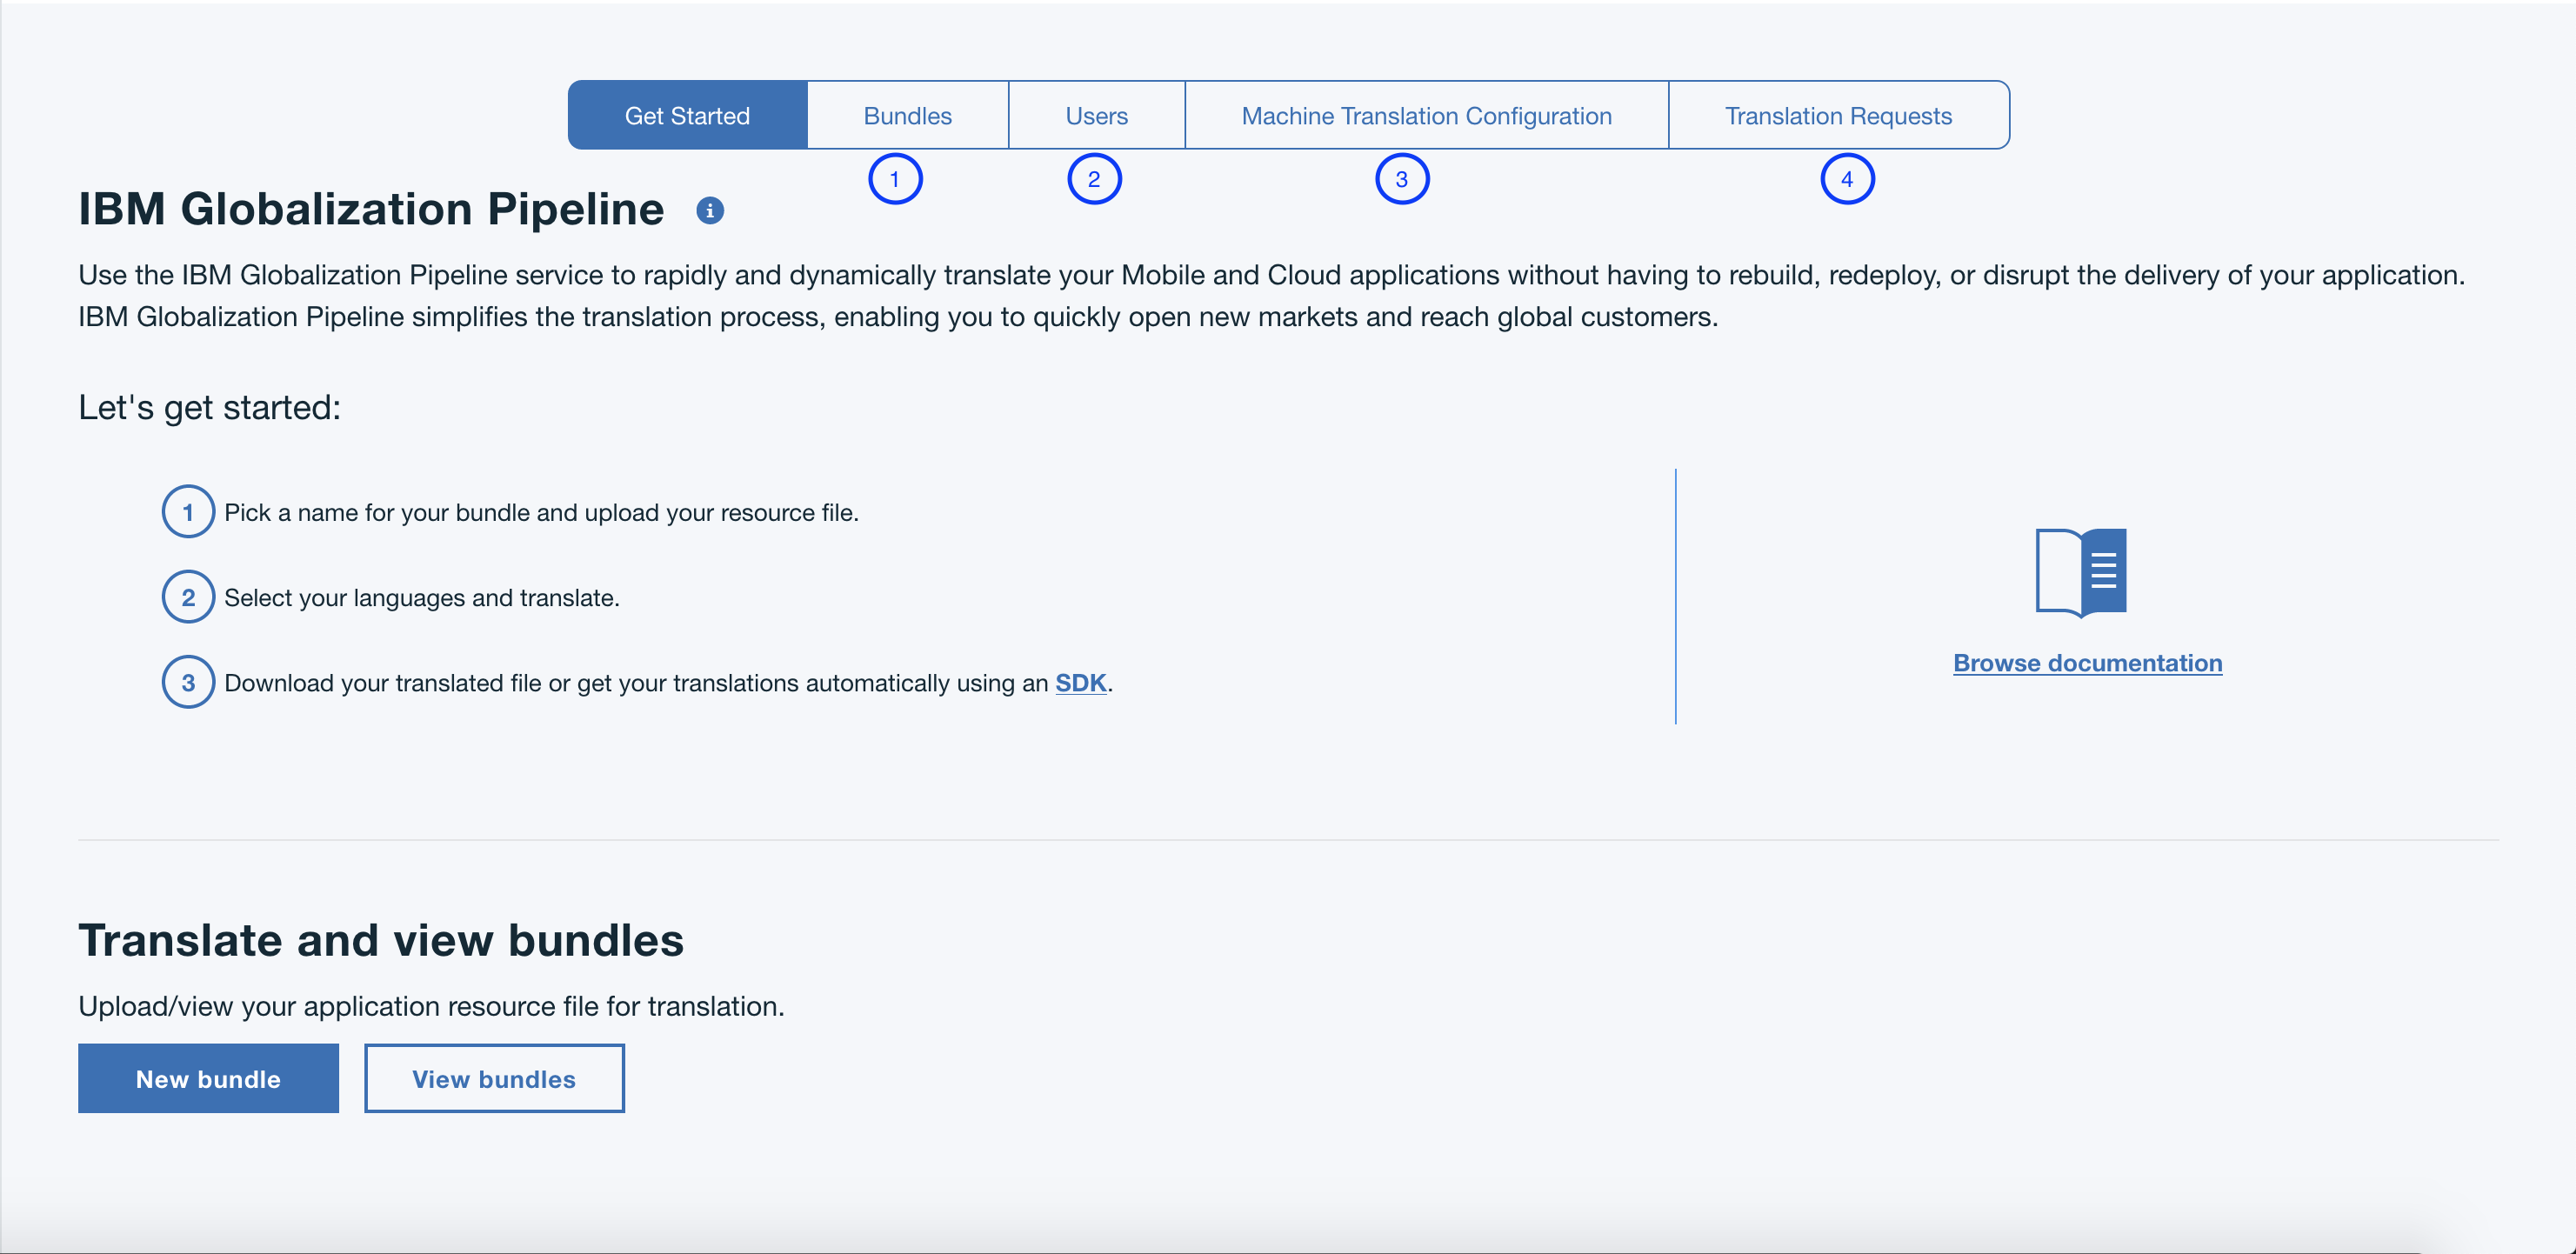 Get Started Bundles Users Machine Translation Configuration Translation Requests
1 2 3 4
IBM Globalization Pipeline i
Use the IBM Globalization Pipeline service to rapidly and dynamically translate your Mobile and Cloud applications without having to rebuild, redeploy, or disrupt the delivery of your application.
IBM Globalization Pipeline simplifies the translation process, enabling you to quickly open new markets and reach global customers.
Let's get started:
1 Pick a name for your bundle and upload your resource file.
2 Select your languages and translate.
3 Download your translated file or get your translations automatically using an SDK.
Browse documentation
Translate and view bundles
Upload/view your application resource file for translation.
New bundle View bundles